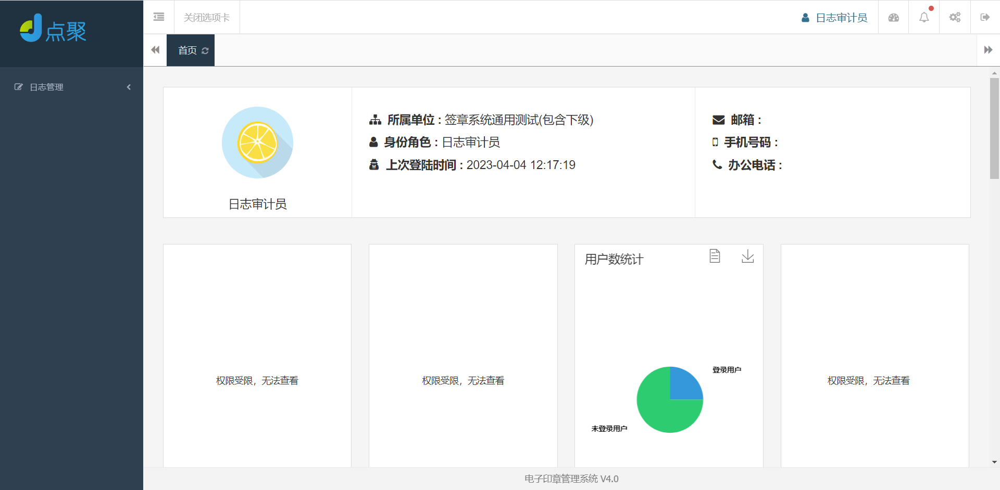 点聚
关闭选项卡
日志审计员
首页
日志管理
日志审计员
所属单位 : 签章系统通用测试(包含下级)
身份角色 : 日志审计员
上次登陆时间 : 2023-04-04 12:17:19
邮箱 :
手机号码 :
办公电话 :
权限受限，无法查看
权限受限，无法查看
用户数统计
登录用户
未登录用户
权限受限，无法查看
电子印章管理系统 V4.0